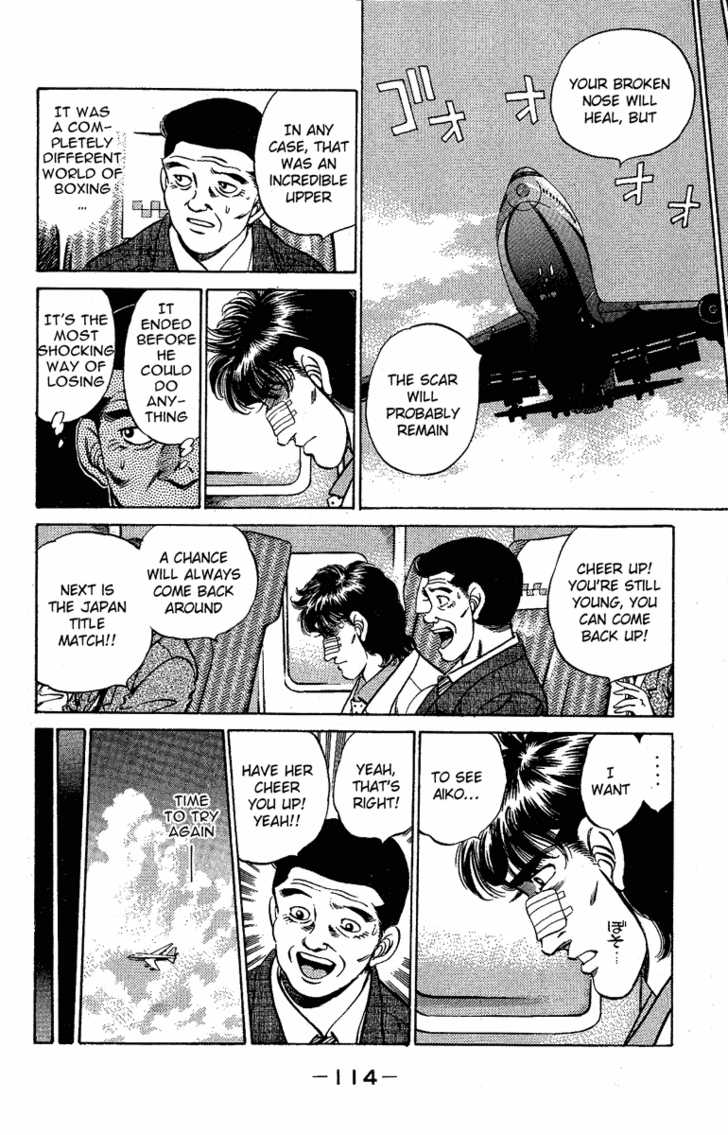 YOUR BROKEN
NOSE WILL
HEAL, BUT
ゴオオオ
THE SCAR
WILL
PROBABLY
REMAIN
IN ANY
CASE, THAT
WAS AN
INCREDIBLE
UPPER
IT WAS
A COM-
PLETELY
DIFFERENT
WORLD OF
BOXING
...
IT
ENDED
BEFORE
HE
COULD
DO
ANY-
THING
IT'S THE
MOST
SHOCKING
WAY OF
LOSING
CHEER UP!
YOU'RE STILL
YOUNG, YOU
CAN COME
BACK UP!
A CHANCE
WILL ALWAYS
COME BACK
AROUND
NEXT IS
THE JAPAN
TITLE
MATCH!!
....
I
WANT
TO SEE
AIKO...
ぼそ...
YEAH,
THAT'S
RIGHT!
HAVE HER
CHEER
YOU UP!
YEAH!!
TIME
TO TRY
AGAIN
-114-